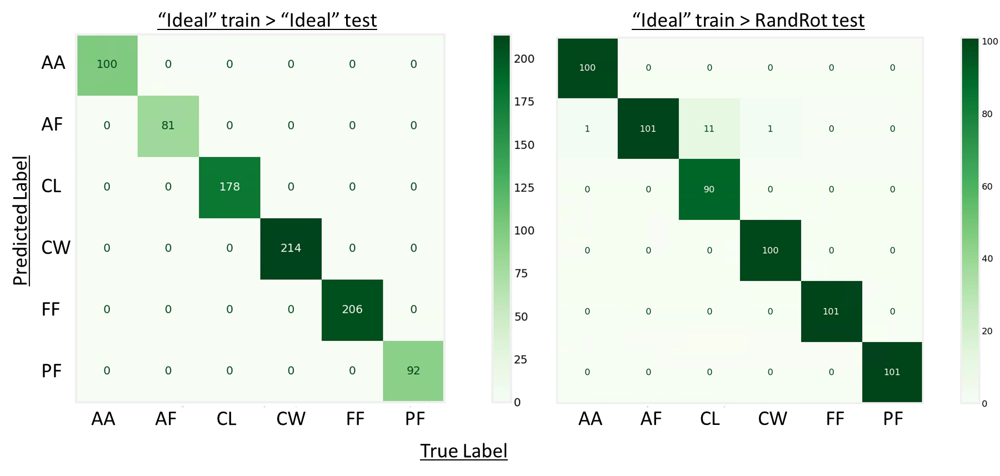 “Ideal” train > “Ideal” test
AA
100 0 0 0 0 0
AF
0 81 0 0 0 0
CL
0 0 178 0 0 0
CW
0 0 0 214 0 0
FF
0 0 0 0 206 0
PF
0 0 0 0 0 92
Predicted Label
AA AF CL CW FF PF
200
175
150
125
100
75
50
25
0
“Ideal” train > RandRot test
100 0 0 0 0 0
1 101 11 1 0 0
0 0 90 0 0 0
0 0 0 100 0 0
0 0 0 0 101 0
0 0 0 0 0 101
AA AF CL CW FF PF
100
80
60
40
20
0
True Label